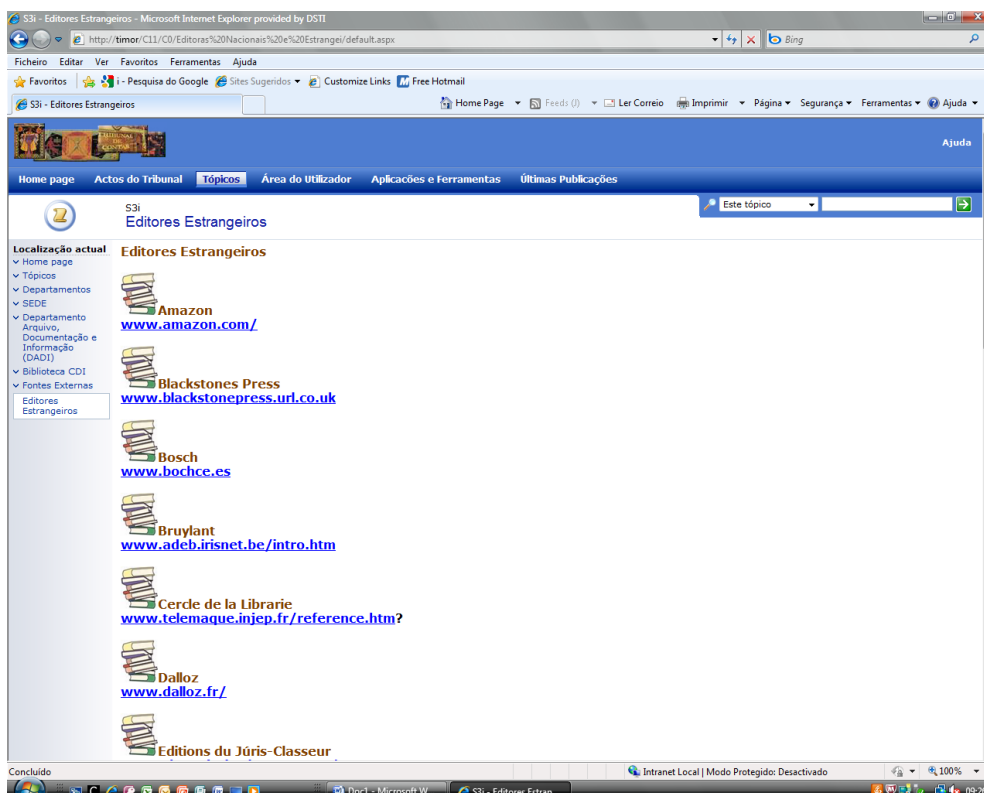 S3i - Editores Estrangeiros - Microsoft Internet Explorer provided by DSTI
http://timor/C11/C0/Editoras%20Nacionais%20e%20Estrangei/default.aspx
Bing
Ficheiro Editar Ver Favoritos Ferramentas Ajuda
Favoritos i - Pesquisa do Google Sites Sugeridos Customize Links Free Hotmail
S3i - Editores Estrangeiros Home Page Feeds (J) Ler Correio Imprimir Página Segurança Ferramentas Ajuda
TRIBUNAL
DE
CONTAS
Ajuda
Home page Actos do Tribunal Tópicos Área do Utilizador Aplicacões e Ferramentas Últimas Publicações
S3i
Editores Estrangeiros
Este tópico
Localização actual
Home page
Tópicos
Departamentos
SEDE
Departamento
Arquivo,
Documentação e
Informação
(DADI)
Biblioteca CDI
Fontes Externas
Editores
Estrangeiros
Editores Estrangeiros
Amazon
www.amazon.com/
Blackstones Press
www.blackstonepress.url.co.uk
Bosch
www.bochce.es
Bruylant
www.adeb.irisnet.be/intro.htm
Cercle de la Librarie
www.telemaque.injep.fr/reference.htm?
Dalloz
www.dalloz.fr/
Editions du Júris-Classeur
Concluído Intranet Local | Modo Protegido: Desactivado 100%
Doc1 - Microsoft W... S3i - Editores Estran... 09:26